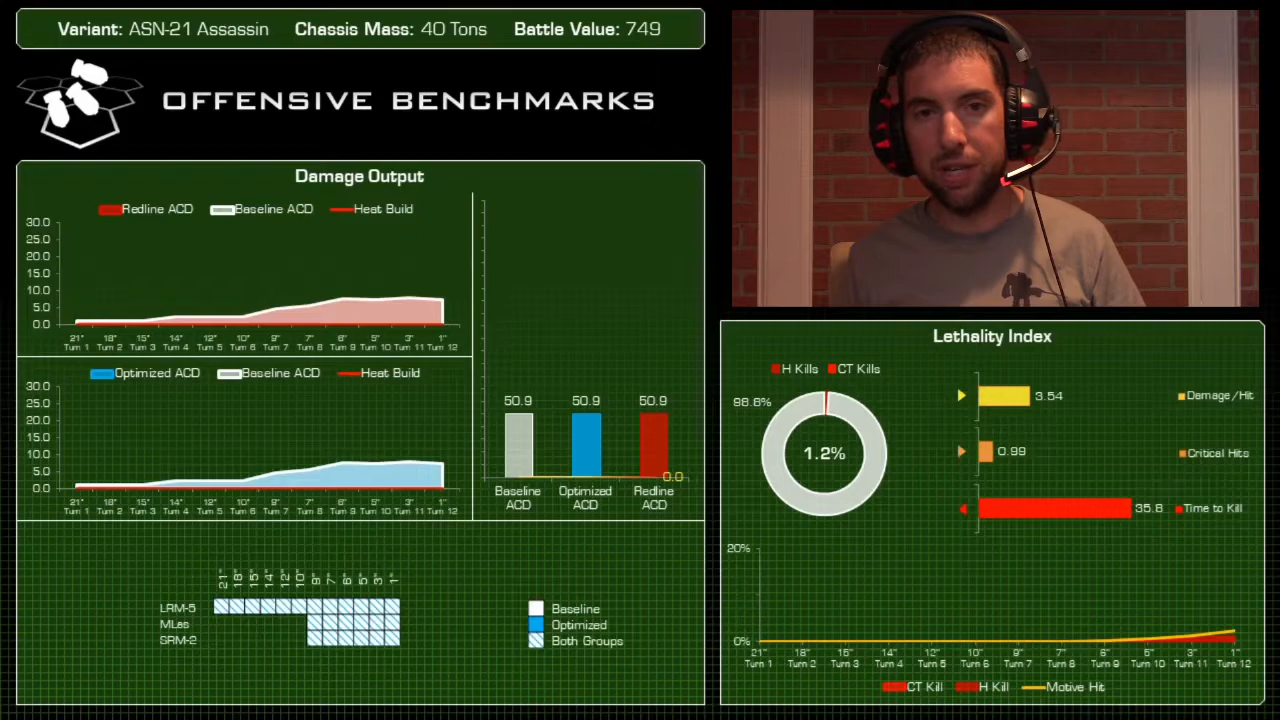 Variant: ASN-21 Assassin Chassis Mass: 40 Tons Battle Value: 749
OFFENSIVE BENCHMARKS
Damage Output
Redline ACD Baseline ACD Heat Build
30.0
25.0
20.0
15.0
10.0
5.0
0.0
21" 18" 15" 14" 12" 10" 9" 7" 6" 5" 3" 1"
Turn 1 Turn 2 Turn 3 Turn 4 Turn 5 Turn 6 Turn 7 Turn 8 Turn 9 Turn 10 Turn 11 Turn 12
Optimized ACD Baseline ACD Heat Build
30.0
25.0
20.0
15.0
10.0
5.0
0.0
21" 18" 15" 14" 12" 10" 9" 7" 6" 5" 3" 1"
Turn 1 Turn 2 Turn 3 Turn 4 Turn 5 Turn 6 Turn 7 Turn 8 Turn 9 Turn 10 Turn 11 Turn 12
50.9 50.9 50.9
0.0
Baseline ACD Optimized ACD Redline ACD
21" 18" 15" 14" 12" 10" 9" 7" 6" 5" 3" 1"
LRM-5
MLas
SRM-2
Baseline
Optimized
Both Groups
Lethality Index
H Kills CT Kills
98.8%
1.2%
3.54 Damage/Hit
0.99 Critical Hits
35.8 Time to Kill
20%
0%
21" 18" 15" 14" 12" 10" 9" 7" 6" 5" 3" 1"
Turn 1 Turn 2 Turn 3 Turn 4 Turn 5 Turn 6 Turn 7 Turn 8 Turn 9 Turn 10 Turn 11 Turn 12
CT Kill H Kill Motive Hit